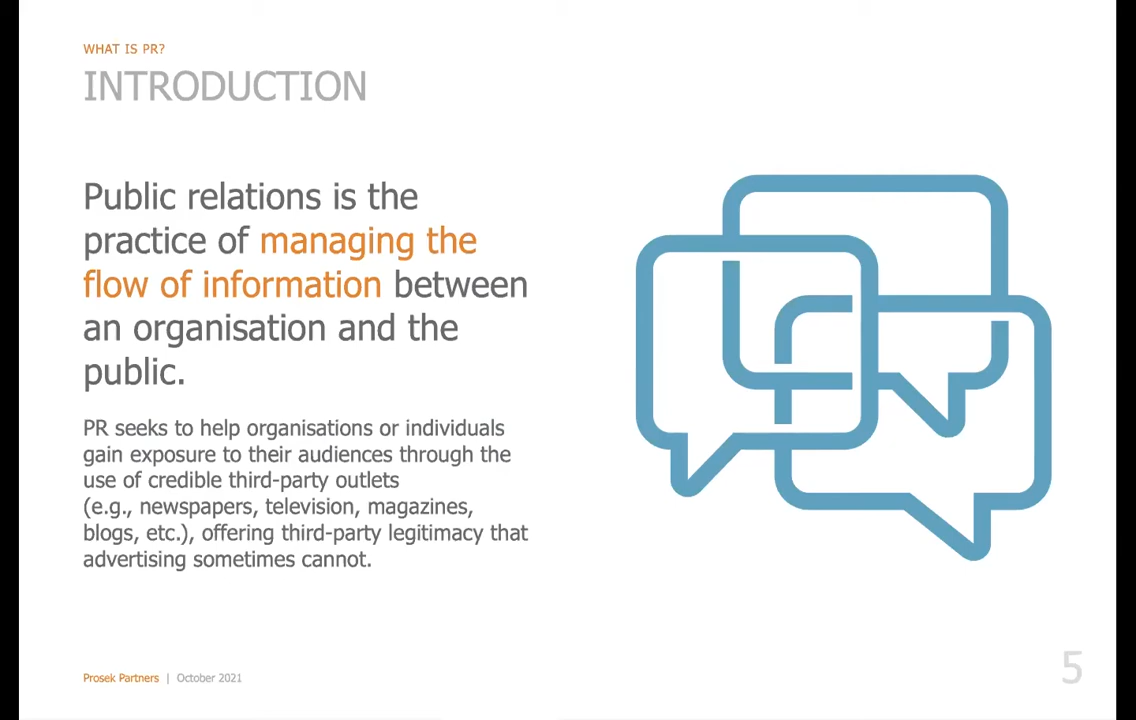 WHAT IS PR?
INTRODUCTION
Public relations is the
practice of managing the
flow of information between
an organisation and the
public.
PR seeks to help organisations or individuals
gain exposure to their audiences through the
use of credible third-party outlets
(e.g., newspapers, television, magazines,
blogs, etc.), offering third-party legitimacy that
advertising sometimes cannot.
Prosek Partners | October 2021
5